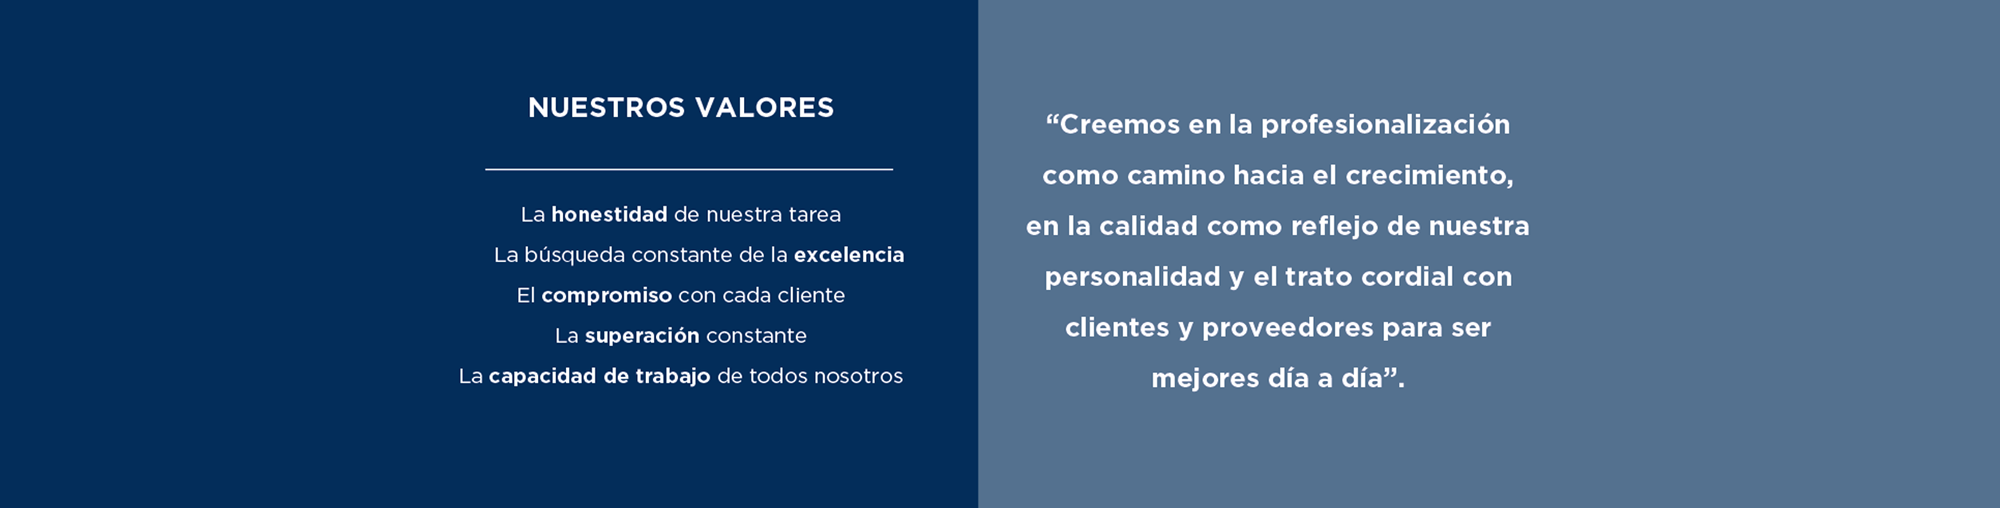 NUESTROS VALORES
La honestidad de nuestra tarea
La búsqueda constante de la excelencia
El compromiso con cada cliente
La superación constante
La capacidad de trabajo de todos nosotros
“Creemos en la profesionalización
como camino hacia el crecimiento,
en la calidad como reflejo de nuestra
personalidad y el trato cordial con
clientes y proveedores para ser
mejores día a día”.